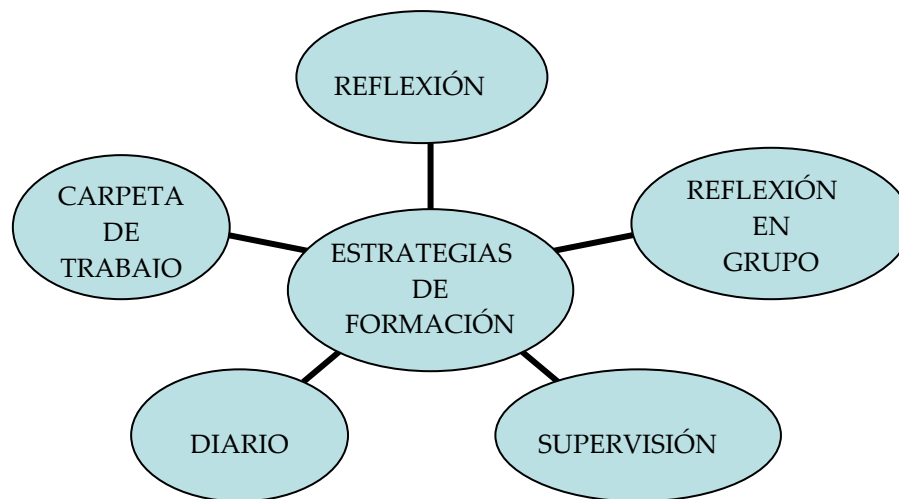 REFLEXIÓN
CARPETA
DE
TRABAJO
REFLEXIÓN
EN
GRUPO
ESTRATEGIAS
DE
FORMACIÓN
DIARIO
SUPERVISIÓN